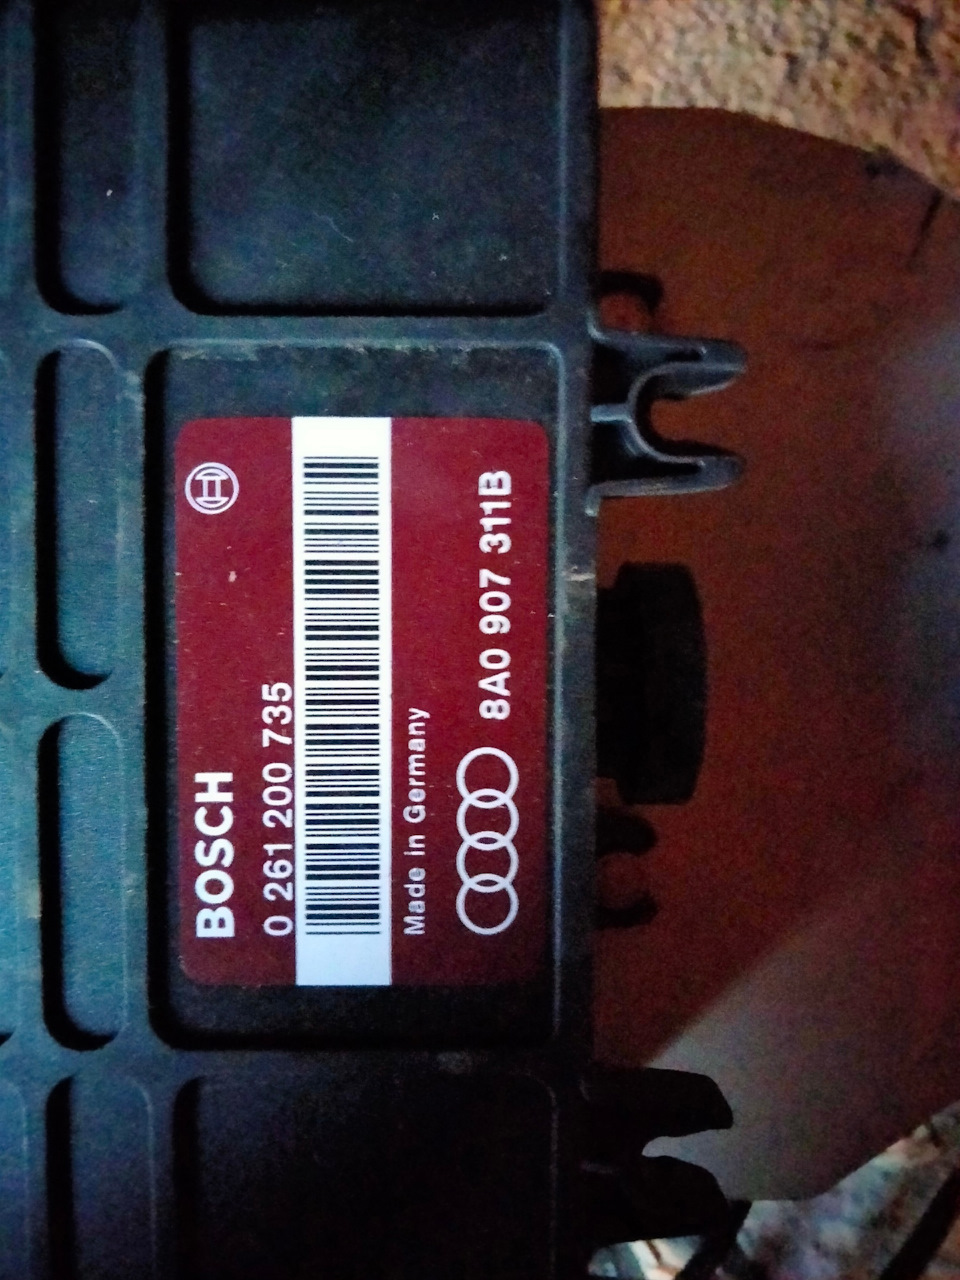 BOSCH
0 261 200 735
Made in Germany
8A0 907 311B